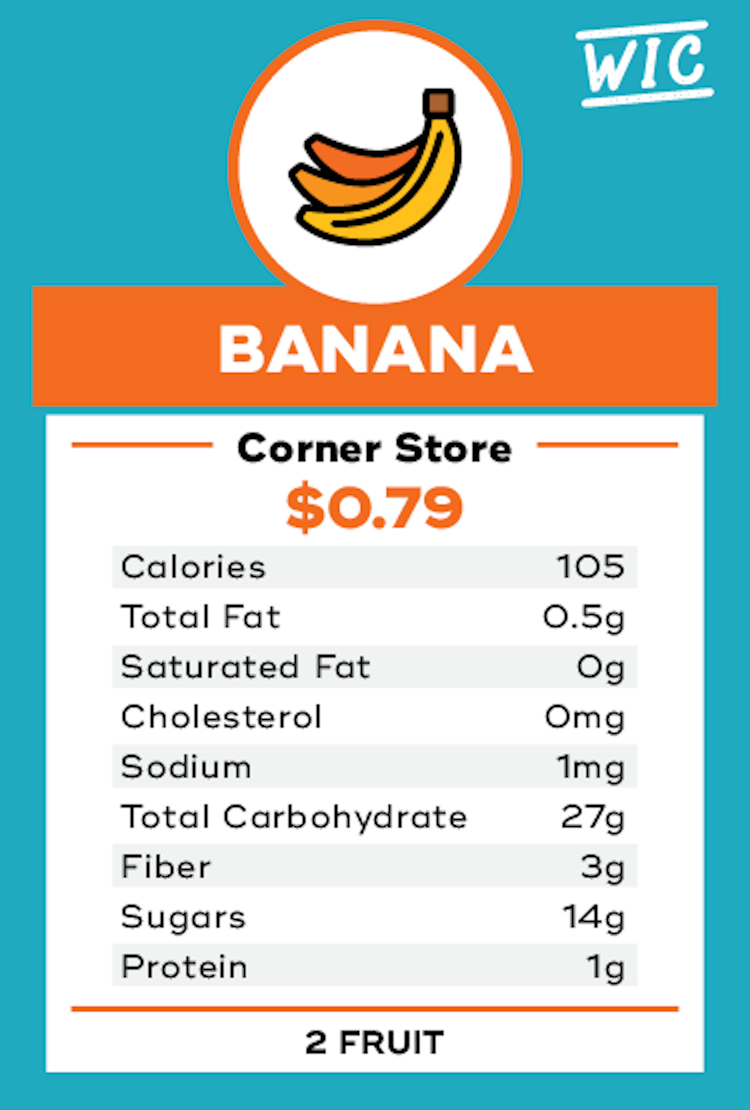 WIC
BANANA
Corner Store
$0.79
Calories 105
Total Fat 0.5g
Saturated Fat 0g
Cholesterol 0mg
Sodium 1mg
Total Carbohydrate 27g
Fiber 3g
Sugars 14g
Protein 1g
2 FRUIT